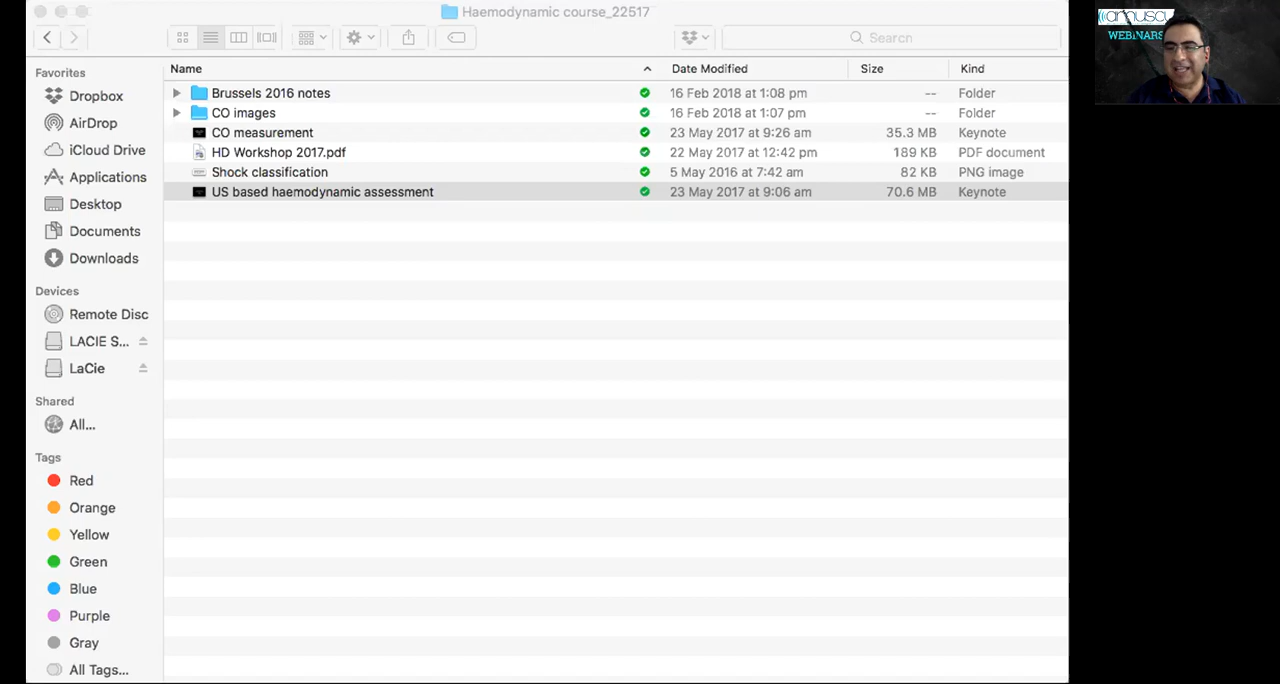 Haemodynamic course_22517
Search
Favorites
Dropbox
AirDrop
iCloud Drive
Applications
Desktop
Documents
Downloads
Devices
Remote Disc
LACIE S...
LaCie
Shared
All...
Tags
Red
Orange
Yellow
Green
Blue
Purple
Gray
All Tags...
Name Date Modified Size Kind
Brussels 2016 notes 16 Feb 2018 at 1:08 pm -- Folder
CO images 16 Feb 2018 at 1:07 pm -- Folder
CO measurement 23 May 2017 at 9:26 am 35.3 MB Keynote
HD Workshop 2017.pdf 22 May 2017 at 12:42 pm 189 KB PDF document
Shock classification 5 May 2016 at 7:42 am 82 KB PNG image
US based haemodynamic assessment 23 May 2017 at 9:06 am 70.6 MB Keynote
WEBINARS